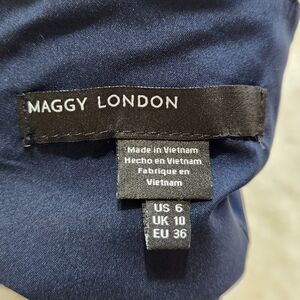 MAGGY LONDON
Made in Vietnam
Hecho en Vietnam
Fabrique en
Vietnam
US 6
UK 10
EU 36